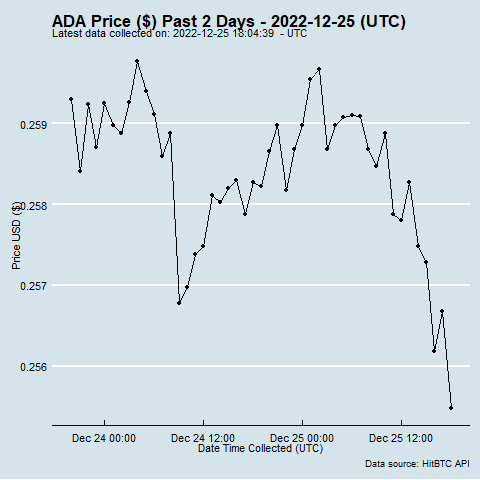 ADA Price ($) Past 2 Days - 2022-12-25 (UTC)
Latest data collected on: 2022-12-25 18:04:39  - UTC
0.259
0.258
0.257
0.256
Price USD ($)
Dec 24 00:00
Dec 24 12:00
Dec 25 00:00
Dec 25 12:00
Date Time Collected (UTC)
Data source: HitBTC API